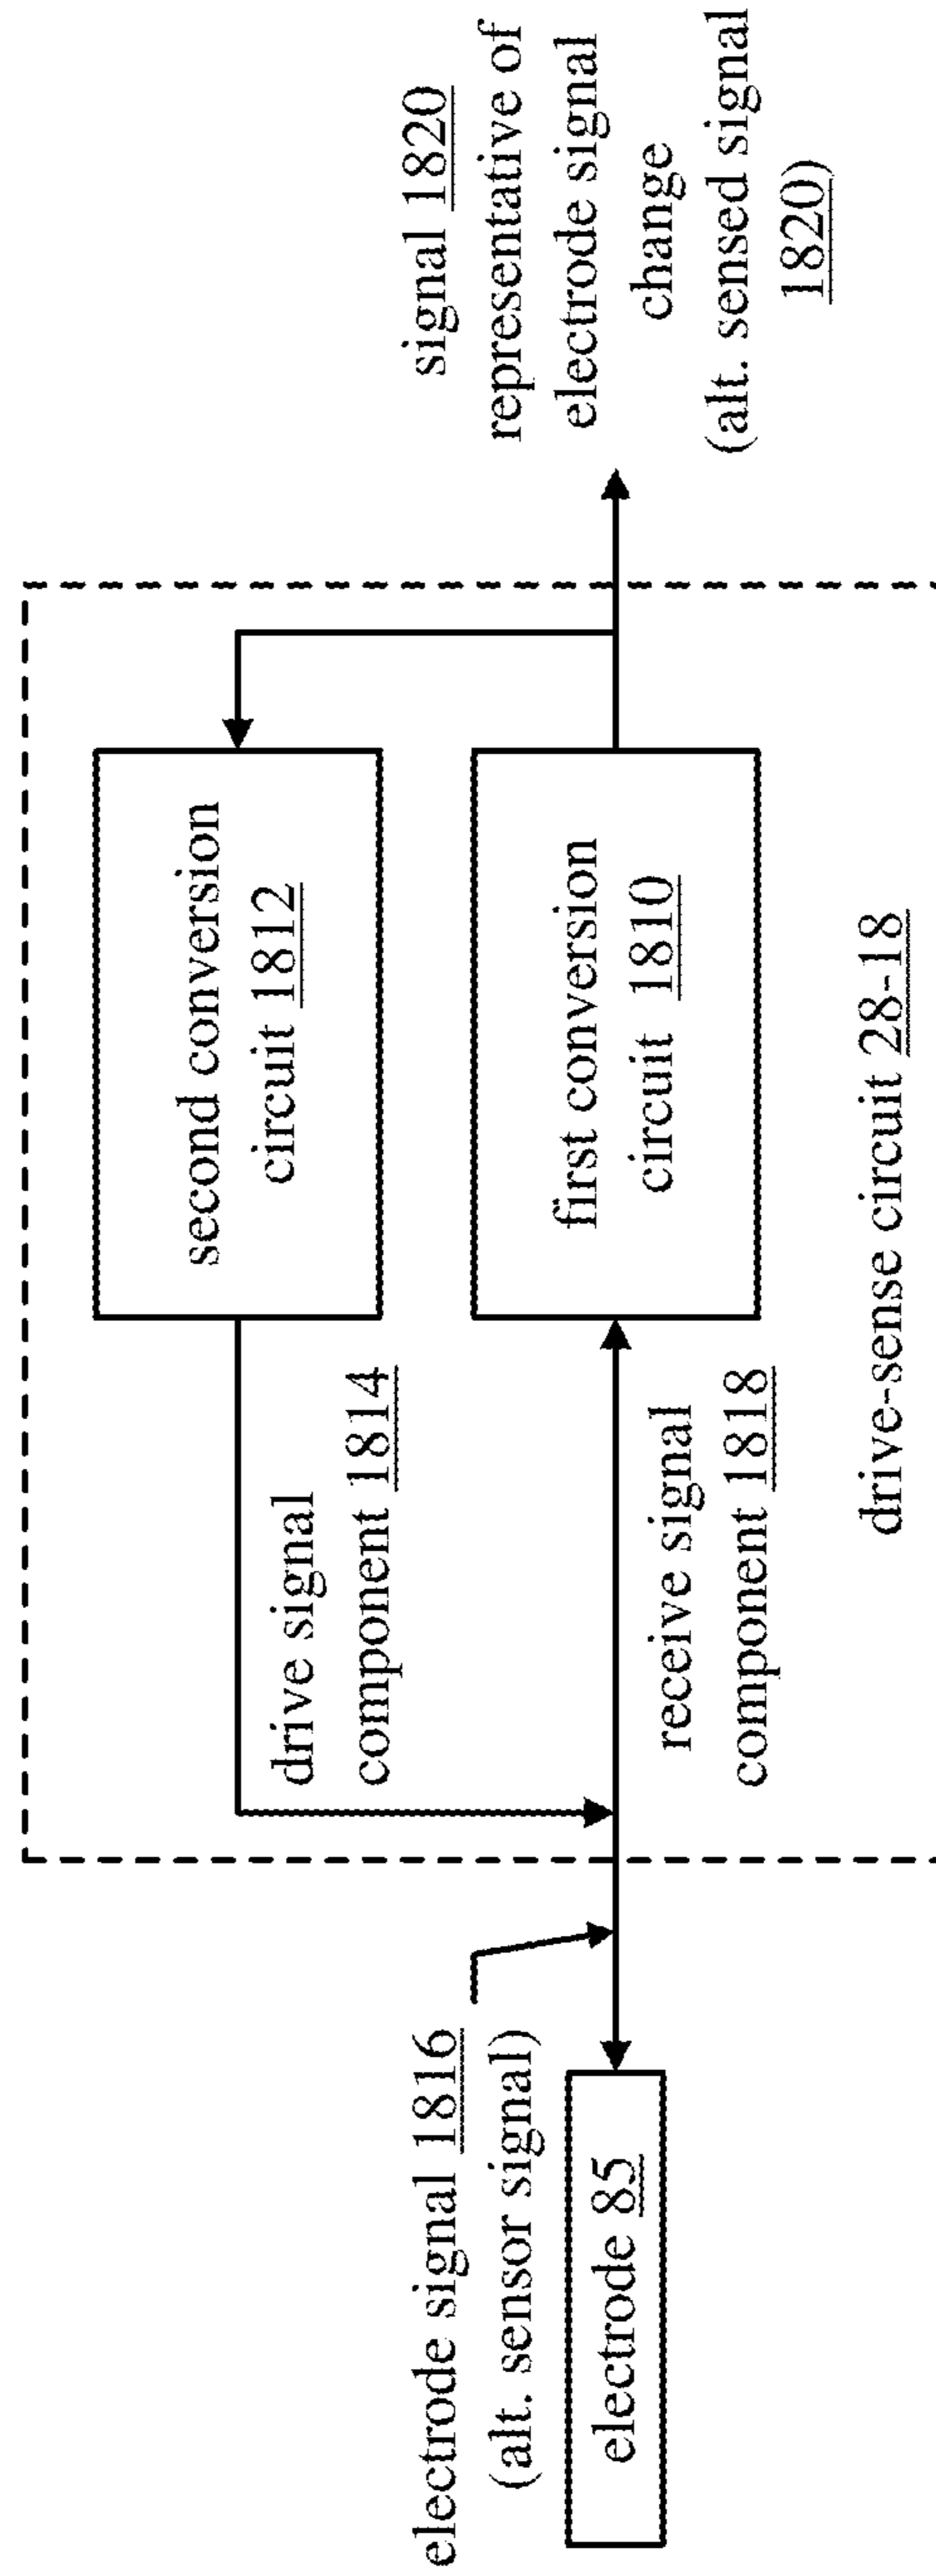 second conversion
circuit 1812
drive signal
component 1814
signal 1820
representative of
electrode signal
change
(alt. sensed signal
1820)
electrode signal 1816
(alt. sensor signal)
electrode 85
first conversion
circuit 1810
receive signal
component 1818
drive-sense circuit 28-18